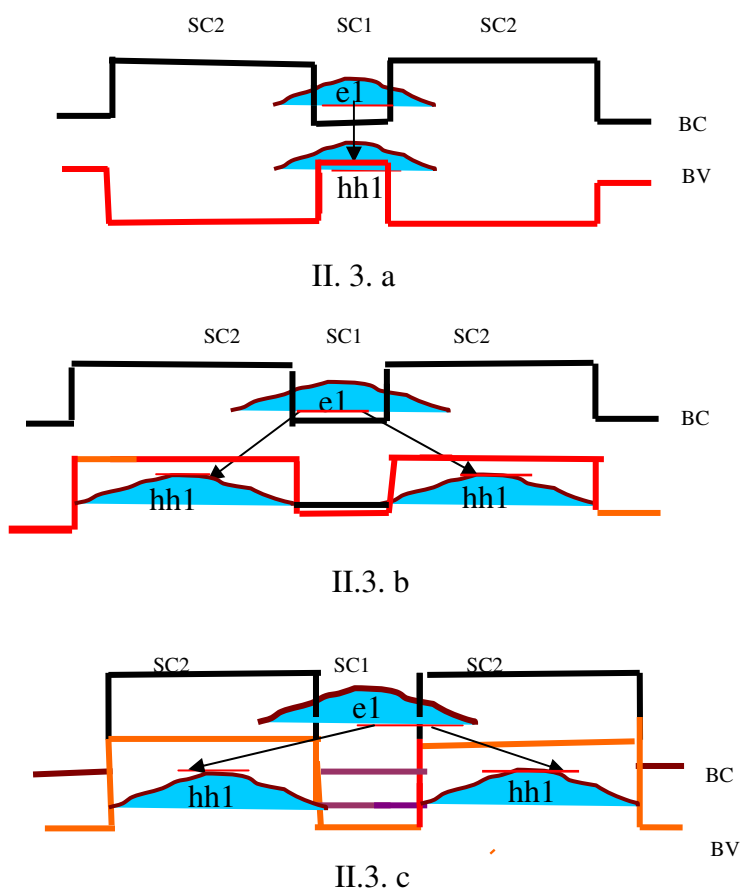 SC2 SC1 SC2
e1
BC
BV
hh1
II. 3. a
SC2 SC1 SC2
e1
BC
hh1 hh1
II.3. b
SC2 SC1 SC2
e1
BC
hh1 hh1
BV
II.3. c